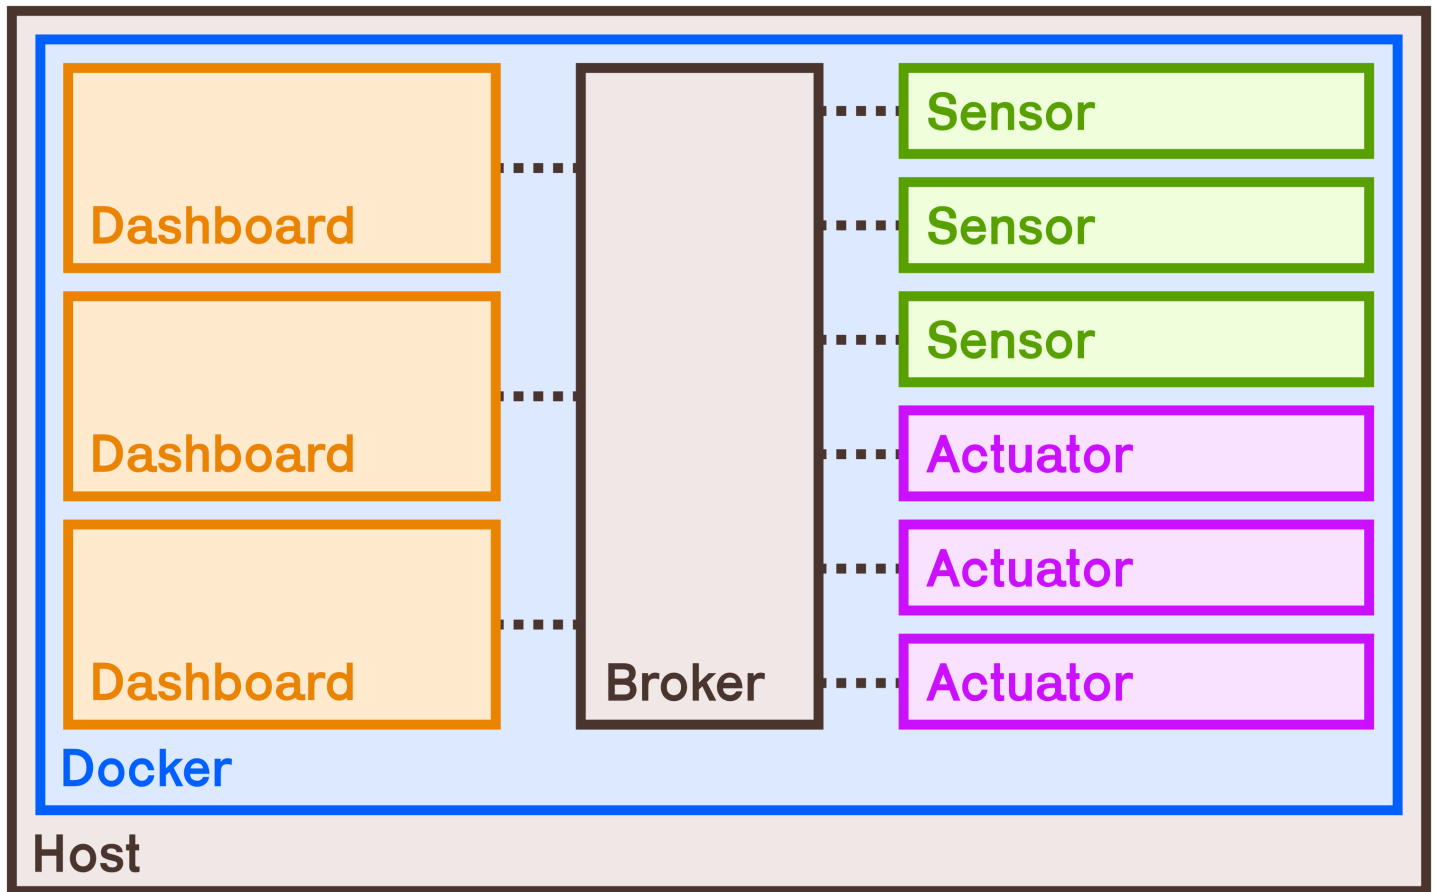 Dashboard
Dashboard
Dashboard
Broker
Sensor
Sensor
Sensor
Actuator
Actuator
Actuator
Docker
Host